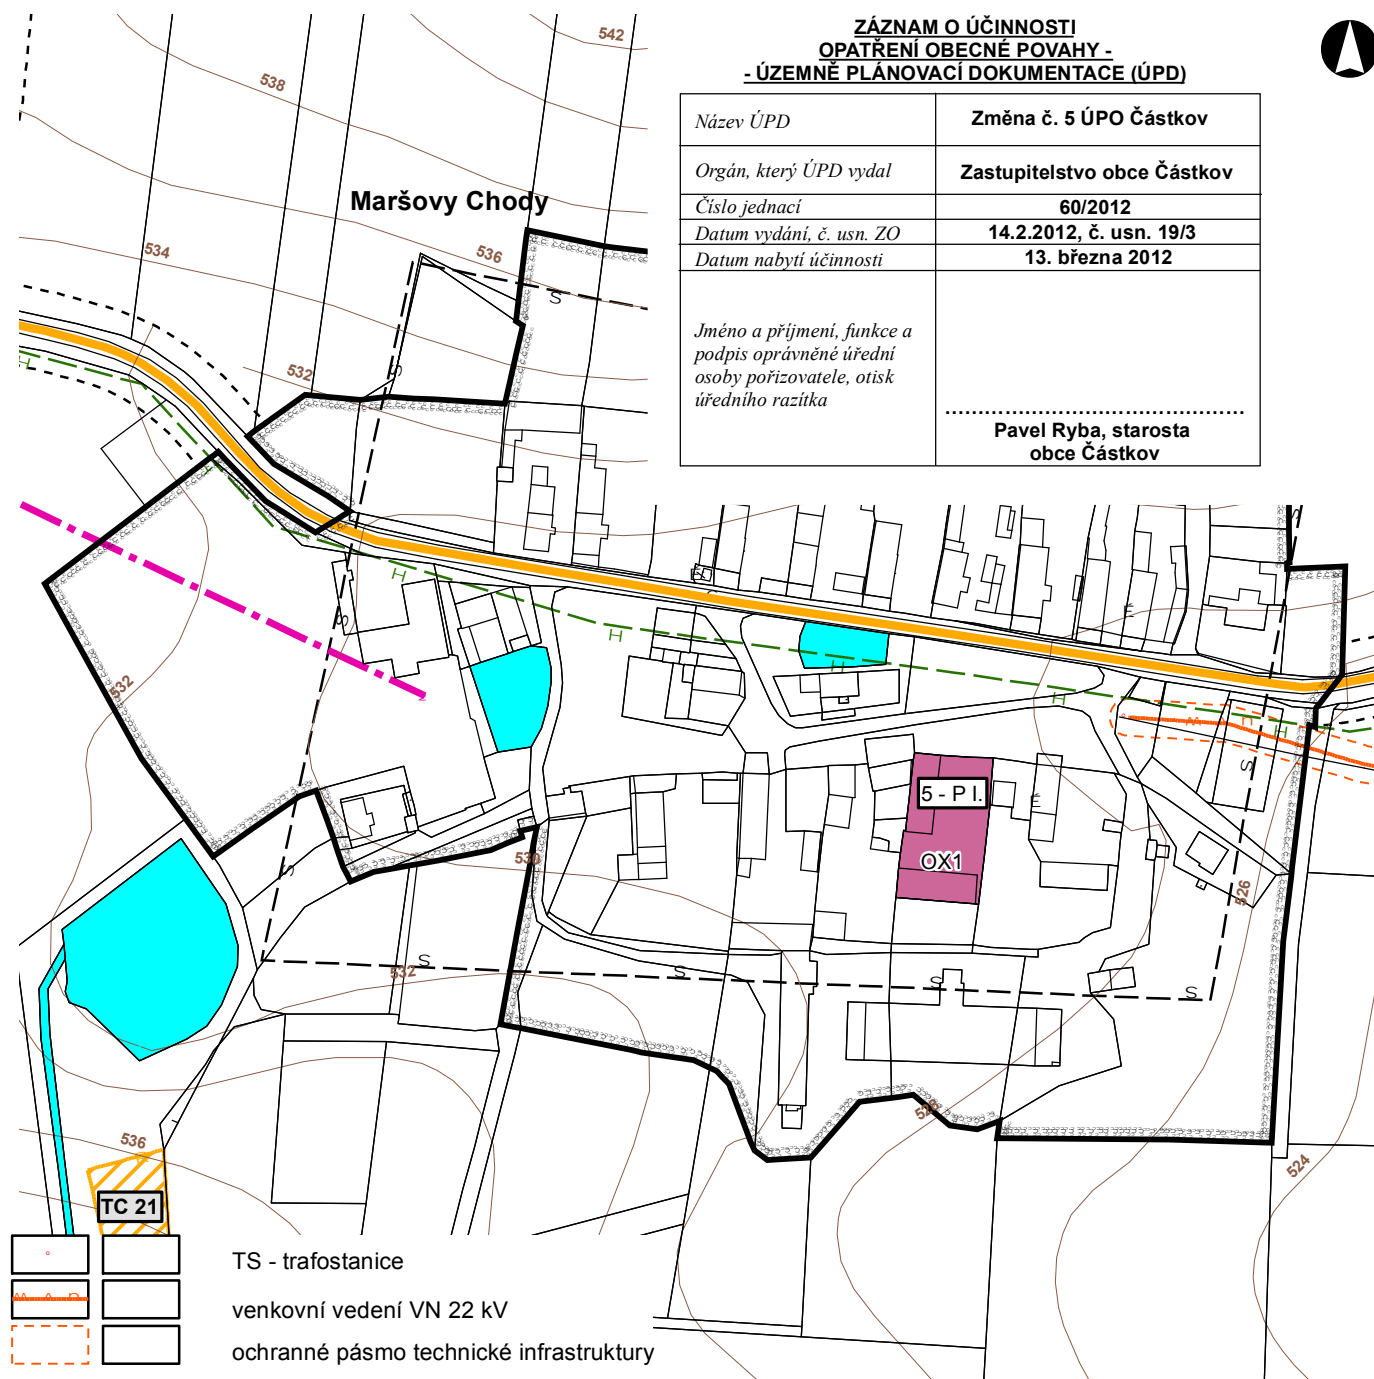 ZÁZNAM O ÚČINNOSTI
OPATŘENÍ OBECNÉ POVAHY -
- ÚZEMNĚ PLÁNOVACÍ DOKUMENTACE (ÚPD)
Název ÚPD
Změna č. 5 ÚPO Částkov
Orgán, který ÚPD vydal
Zastupitelstvo obce Částkov
Číslo jednací
60/2012
Datum vydání, č. usn. ZO
14.2.2012, č. usn. 19/3
Datum nabytí účinnosti
13. března 2012
Jméno a příjmení, funkce a
podpis oprávněné úřední
osoby pořizovatele, otisk
úředního razítka
Pavel Ryba, starosta
obce Částkov
542
538
Maršovy Chody
534
536
S
532
S
H
S
H
S
H
H
H
É
532
H
S
5 - P I.
É
OX1
530
S
526
532
S
S
S
S
528
524
536
TC 21
TS - trafostanice
venkovní vedení VN 22 kV
ochranné pásmo technické infrastruktury